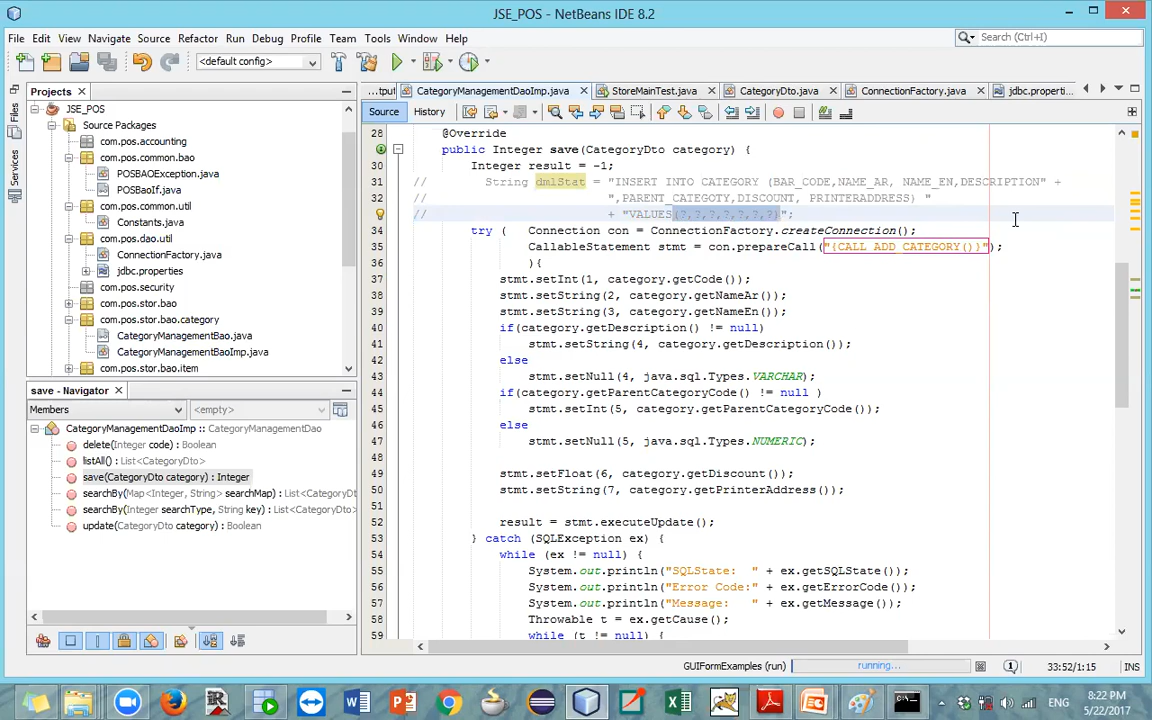 JSE_POS - NetBeans IDE 8.2
File Edit View Navigate Source Refactor Run Debug Profile Team Tools Window Help
Search (Ctrl+I)
<default config>
Projects
Files
Services
JSE_POS
Source Packages
com.pos.accounting
com.pos.common.bao
POSBAOException.java
POSBaoIf.java
com.pos.common.util
Constants.java
com.pos.dao.util
ConnectionFactory.java
jdbc.properties
com.pos.security
com.pos.stor.bao
com.pos.stor.bao.category
CategoryManagementBao.java
CategoryManagementBaoImp.java
com.pos.stor.bao.item
save - Navigator
Members
<empty>
CategoryManagementDaoImp :: CategoryManagementDao
delete(Integer code) : Boolean
listAll() : List<CategoryDto>
save(CategoryDto category) : Integer
searchBy(Map<Integer, String> searchMap) : List<CategoryDt
searchBy(Integer searchType, String key) : List<CategoryDto
update(CategoryDto category) : Boolean
...tput CategoryManagementDaoImp.java StoreMainTest.java CategoryDto.java ConnectionFactory.java jdbc.properti...
Source History
28 @Override
29 public Integer save(CategoryDto category) {
30 Integer result = -1;
31 // String dmlStat = "INSERT INTO CATEGORY (BAR_CODE,NAME_AR, NAME_EN,DESCRIPTION" +
32 // ",PARENT_CATEGOTY,DISCOUNT, PRINTERADDRESS) "
// + "VALUES(?,?,?,?,?,?,?)";
34 try ( Connection con = ConnectionFactory.createConnection();
35 CallableStatement stmt = con.prepareCall("{CALL ADD_CATEGORY()}");
36 ){
37 stmt.setInt(1, category.getCode());
38 stmt.setString(2, category.getNameAr());
39 stmt.setString(3, category.getNameEn());
40 if(category.getDescription() != null)
41 stmt.setString(4, category.getDescription());
42 else
43 stmt.setNull(4, java.sql.Types.VARCHAR);
44 if(category.getParentCategoryCode() != null )
45 stmt.setInt(5, category.getParentCategoryCode());
46 else
47 stmt.setNull(5, java.sql.Types.NUMERIC);
48
49 stmt.setFloat(6, category.getDiscount());
50 stmt.setString(7, category.getPrinterAddress());
51
52 result = stmt.executeUpdate();
53 } catch (SQLException ex) {
54 while (ex != null) {
55 System.out.println("SQLState: " + ex.getSQLState());
56 System.out.println("Error Code:" + ex.getErrorCode());
57 System.out.println("Message: " + ex.getMessage());
58 Throwable t = ex.getCause();
59 while (t != null) {
GUIFormExamples (run) running... 33:52/1:15 INS
ENG
8:22 PM
5/22/2017